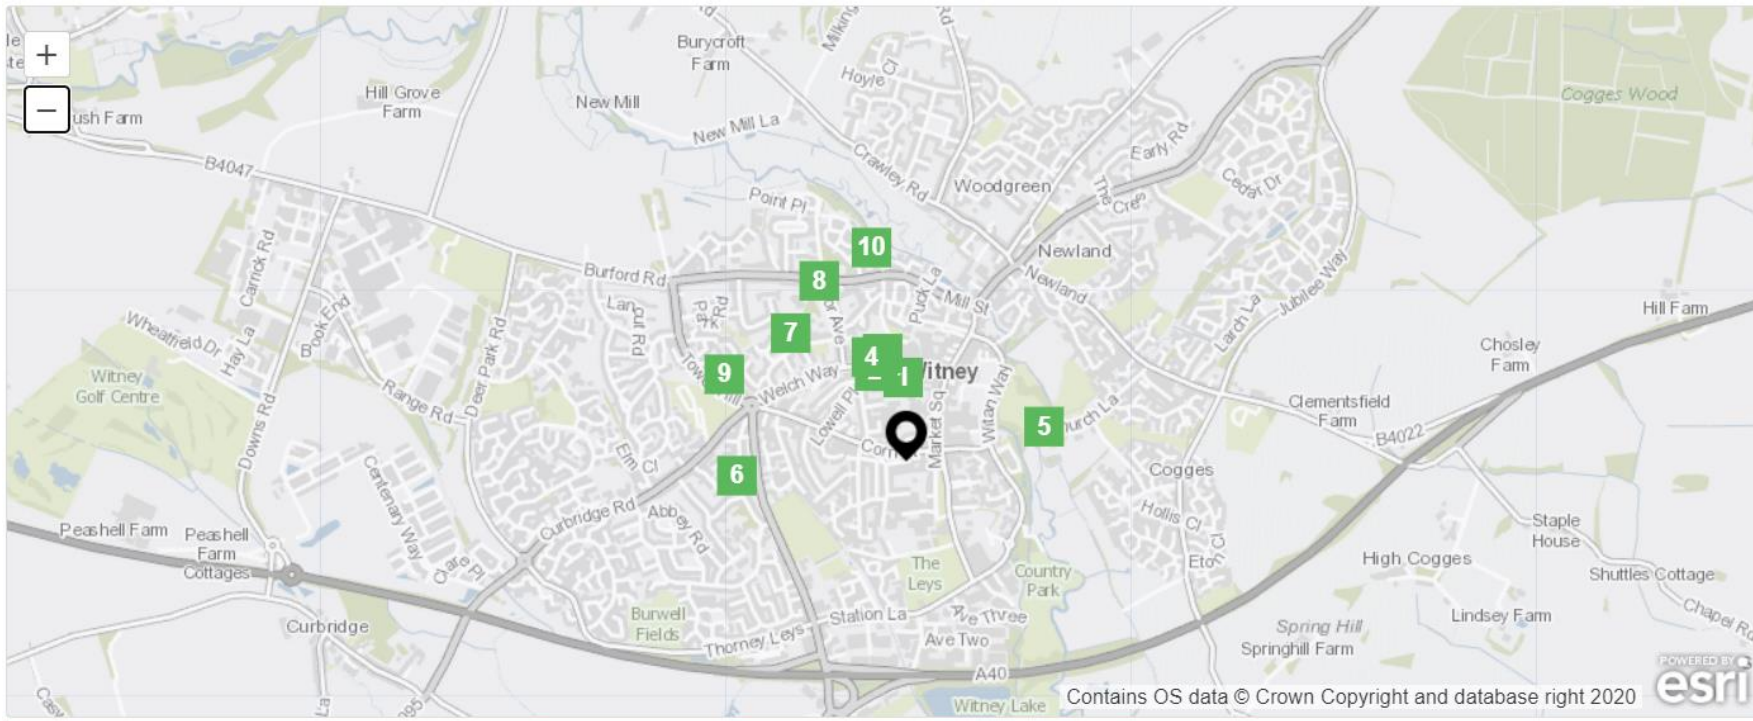 +
−
ush Farm
Hill Grove
Farm
B4047
Burycroft
Farm
New Mill
New Mill La
Hoyle Cl
Crawley Rd
Woodgreen
Early Rd
The Cres
Cedar Dr
Cogges Wood
Point Pl
Newland
Newland
Burford Rd
10
8
Puck La
Mill St
Carrick Rd
Jubilee Way
Larch La
Hill Farm
Wheatfield Dr
Hay La
Book End
Park Rd
7
4
1
9
Welch Way
Witan Way
Market Sq
Chosley
Farm
Witney
Golf Centre
Range Rd
Deer Park Rd
Downs Rd
5
Clementsfield
Farm
B4022
6
Elm Cl
Cogges
Centenary Way
Curbridge Rd
Abbey Rd
Hollis Cl
Eton Cl
Peashell Farm
Peashell
Farm
Cottages
The
Leys
Country
Park
High Cogges
Staple
House
Shuttles Cottage
Chapel
Lindsey Farm
Curbridge
Burwell
Fields
Thorney Leys
Station La
Ave Three
Ave Two
Spring Hill
Springhill Farm
A40
Witney Lake
Contains OS data © Crown Copyright and database right 2020
POWERED BY
esri